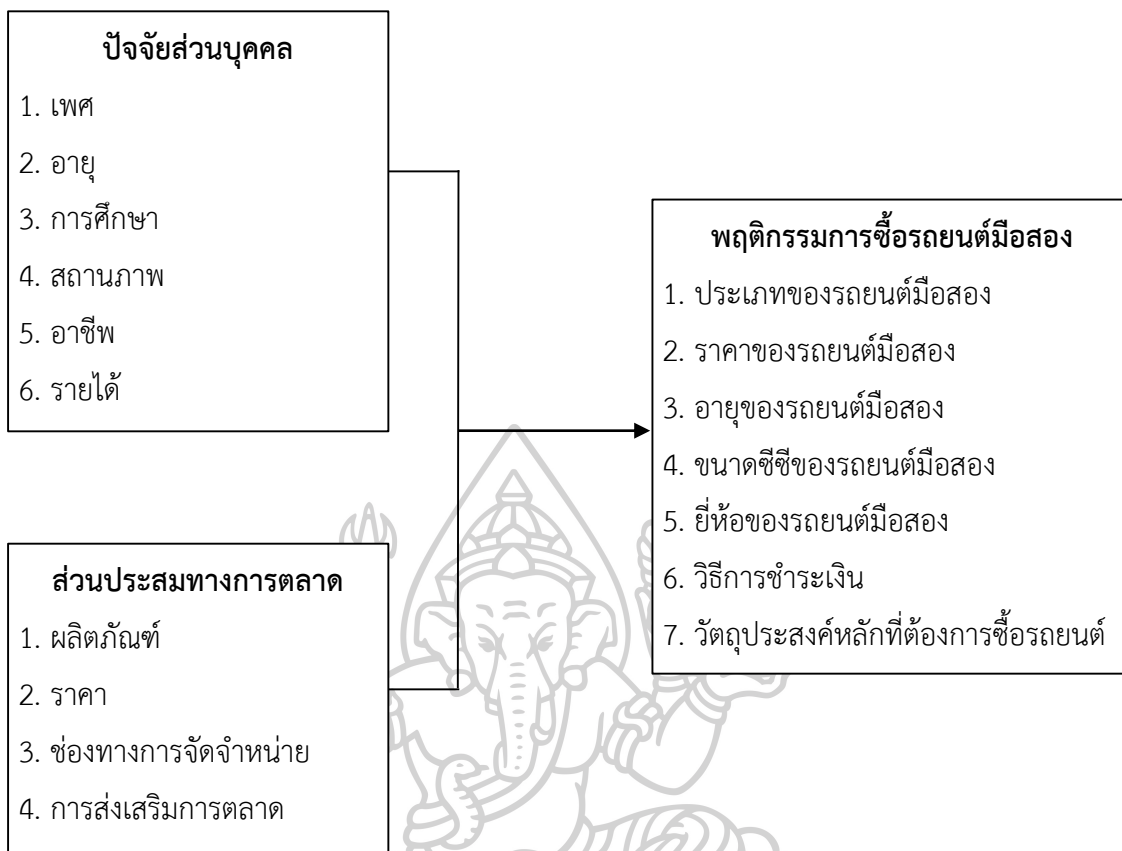 ปัจจัยส่วนบุคคล
1. เพศ
2. อายุ
3. การศึกษา
4. สถานภาพ
5. อาชีพ
6. รายได้
ส่วนประสมทางการตลาด
1. ผลิตภัณฑ์
2. ราคา
3. ช่องทางการจัดจำหน่าย
4. การส่งเสริมการตลาด
พฤติกรรมการซื้อรถยนต์มือสอง
1. ประเภทของรถยนต์มือสอง
2. ราคาของรถยนต์มือสอง
3. อายุของรถยนต์มือสอง
4. ขนาดซีซีของรถยนต์มือสอง
5. ยี่ห้อของรถยนต์มือสอง
6. วิธีการชำระเงิน
7. วัตถุประสงค์หลักที่ต้องการซื้อรถยนต์